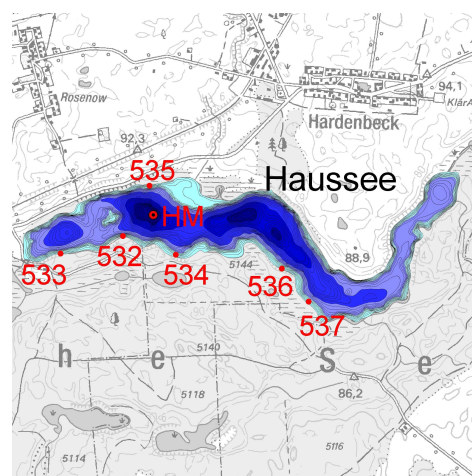 Rosenow
94,1
KlärA
Hardenbeck
92,3
535
Haussee
HM
532
533
534
5144
88,9
536
537
h
e
S
e
5140
86,2
5118
5114
5116